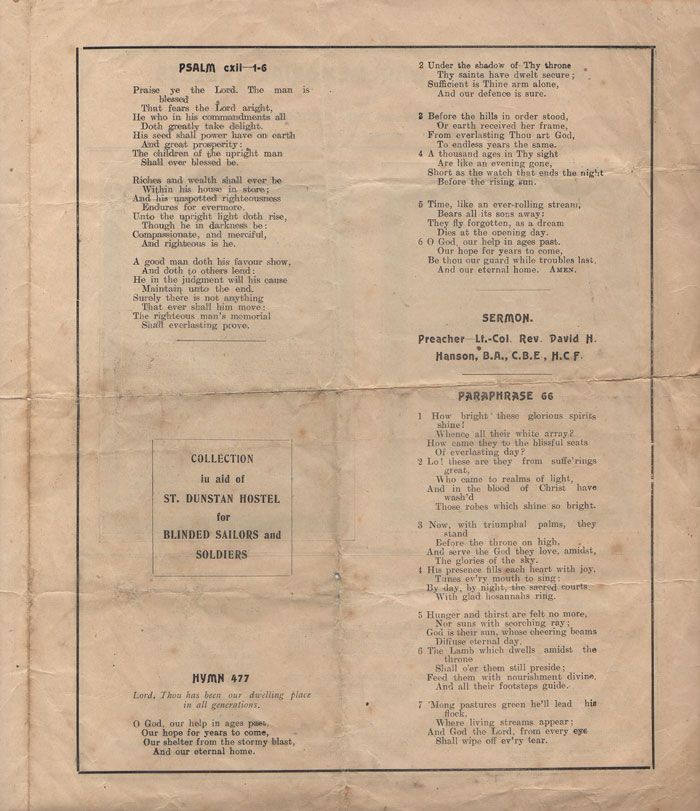 PSALM cxii—1-6
Praise ye the Lord. The man is
blessed
That fears the Lord aright,
He who in his commandments all
Doth greatly take delight.
His seed shall power have on earth
And great prosperity:
The children of the upright man
Shall ever blessed be.
Riches and wealth shall ever be
Within his house in store;
And his unspotted righteousness
Endures for evermore.
Unto the upright light doth rise,
Though he in darkness be:
Compassionate, and merciful,
And righteous is he.
A good man doth his favour show,
And doth to others lend:
He in the judgment will his cause
Maintain unto the end.
Surely there is not anything
That ever shall him move:
The righteous man's memorial
Shall everlasting prove.
COLLECTION
in aid of
ST. DUNSTAN HOSTEL
for
BLINDED SAILORS and
SOLDIERS
HYMN 477
Lord, Thou has been our dwelling place
in all generations.
O God, our help in ages past.
Our hope for years to come,
Our shelter from the stormy blast,
And our eternal home.
2 Under the shadow of Thy throne
Thy saints have dwelt secure;
Sufficient is Thine arm alone,
And our defence is sure.
3 Before the hills in order stood,
Or earth received her frame,
From everlasting Thou art God,
To endless years the same.
4 A thousand ages in Thy sight
Are like an evening gone,
Short as the watch that ends the night
Before the rising sun.
5 Time, like an ever-rolling stream,
Bears all its sons away:
They fly forgotten, as a dream
Dies at the opening day.
6 O God, our help in ages past.
Our hope for years to come,
Be thou our guard while troubles last,
And our eternal home. AMEN.
SERMON.
Preacher—Lt.-Col. Rev. David H.
Hanson, B.A., C.B.E, H.C.F.
PARAPHRASE 66
1 How bright these glorious spirits
shine!
Whence all their white array?
How came they to the blissful seats
Of everlasting day?
2 Lo! these are they from suffe'rings
great,
Who came to realms of light,
And in the blood of Christ have
wash'd
Those robes which shine so bright.
3 Now, with triumphal palms, they
stand
Before the throne on high,
And serve the God they love, amidst,
The glories of the sky.
4 His presence fills each heart with joy,
Tunes ev'ry mouth to sing:
By day, by night, the sacred courts
With glad hosannahs ring.
5 Hunger and thirst are felt no more,
Nor suns with scorching ray;
God is their sun, whose cheering beams
Diffuse eternal day.
6 The Lamb which dwells amidst the
throne
Shall o'er them still preside;
Feed them with nourishment divine,
And all their footsteps guide.
7 'Mong pastures green he'll lead his
flock,
Where living streams appear;
And God the Lord, from every eye
Shall wipe off ev'ry tear.